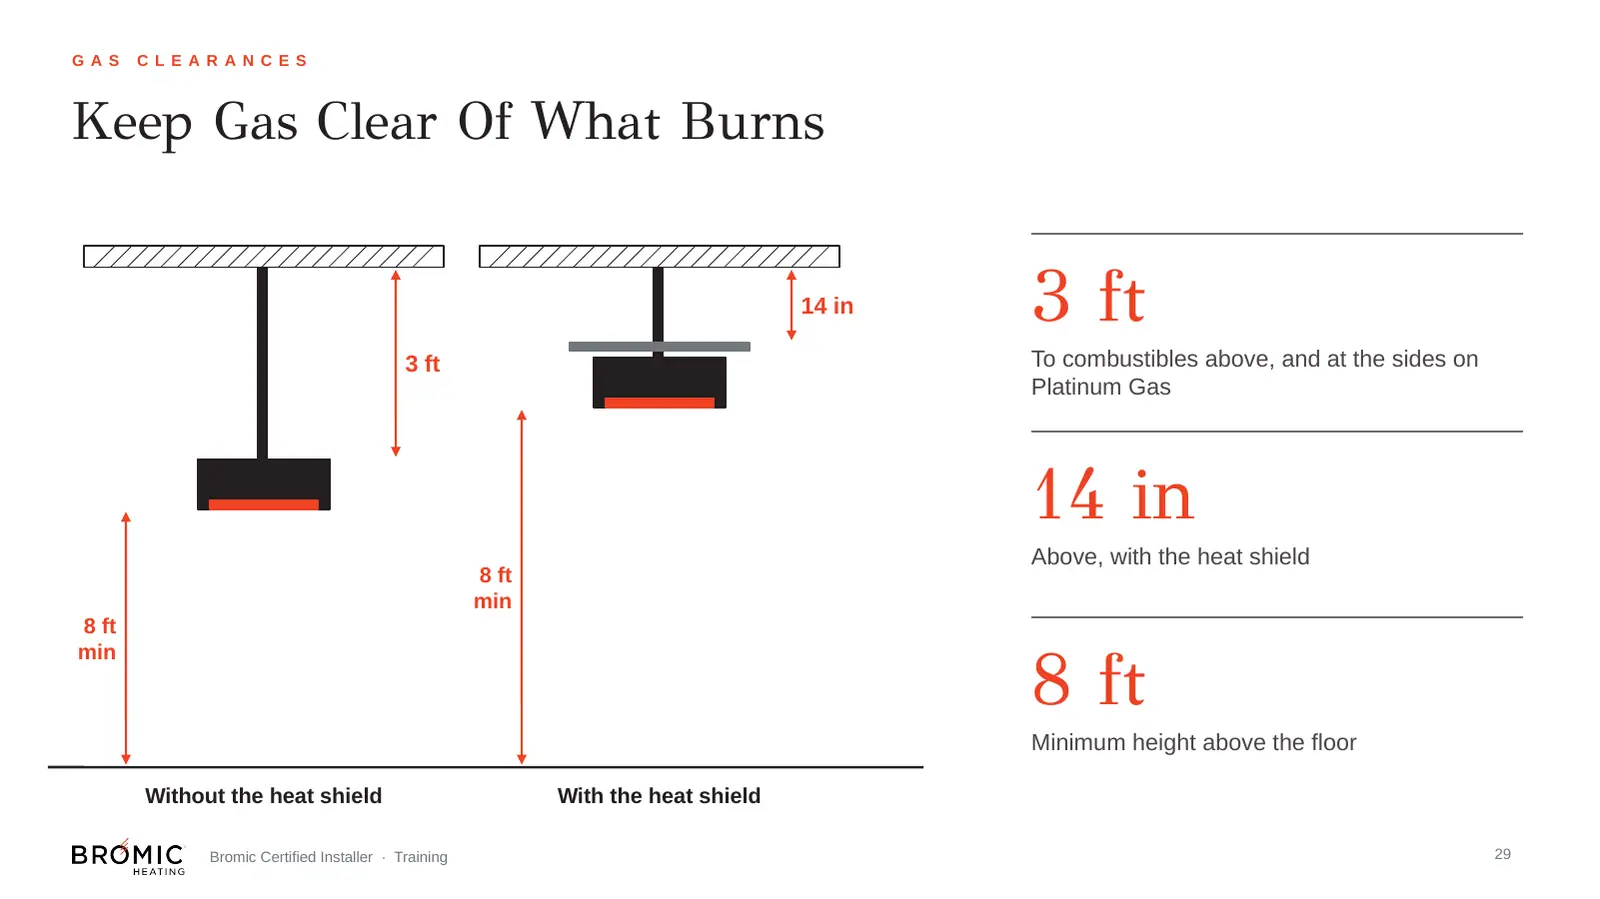 GAS CLEARANCES
Keep Gas Clear Of What Burns
3 ft
8 ft
min
Without the heat shield
14 in
8 ft
min
With the heat shield
3 ft
To combustibles above, and at the sides on
Platinum Gas
14 in
Above, with the heat shield
8 ft
Minimum height above the floor
BROMIC
HEATING
Bromic Certified Installer · Training
29